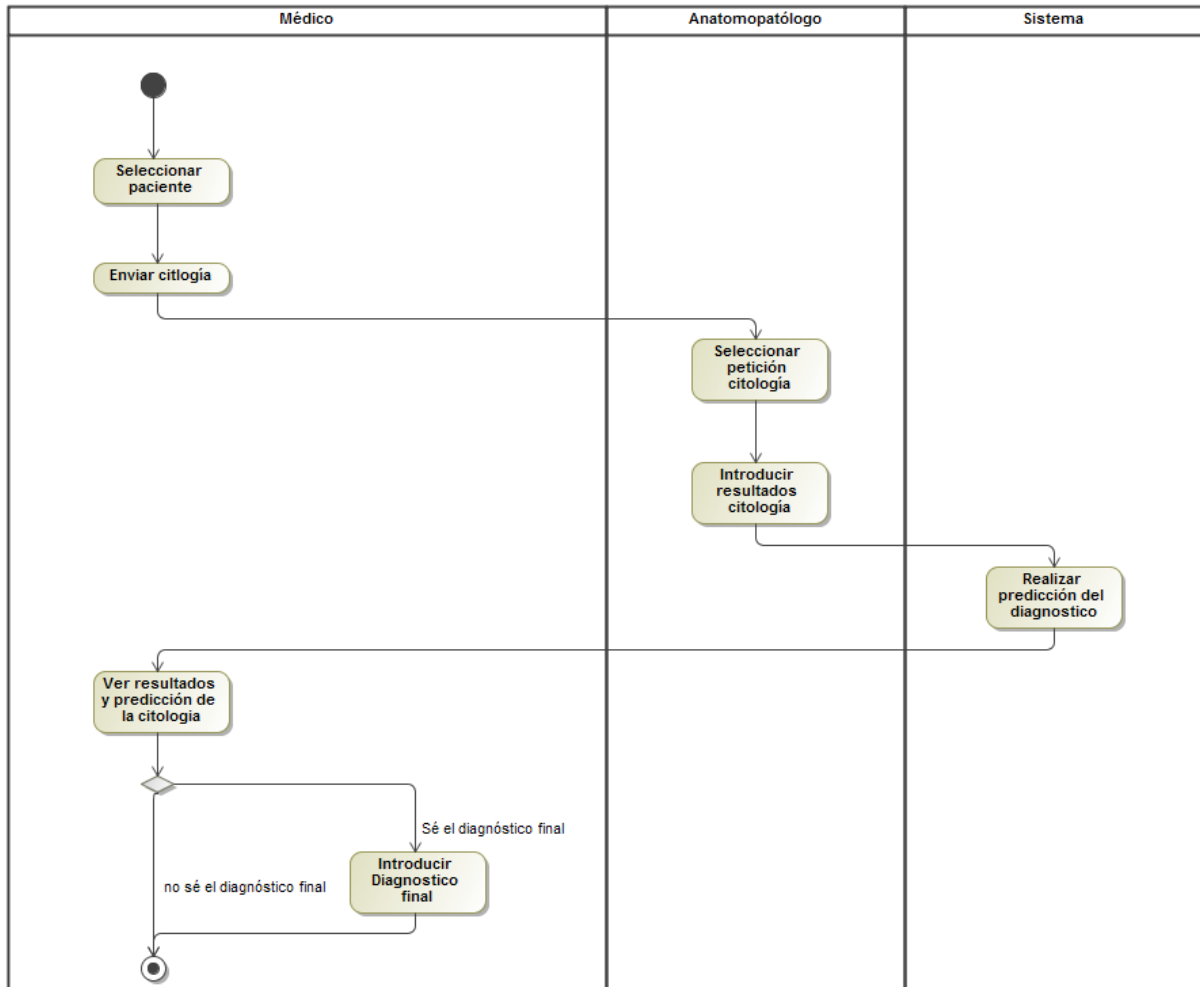 Médico
Anatomopatólogo
Sistema
Seleccionar
paciente
Enviar citlogía
Seleccionar
petición
citología
Introducir
resultados
citología
Realizar
predicción del
diagnostico
Ver resultados
y predicción de
la citologia
Sé el diagnóstico final
no sé el diagnóstico final
Introducir
Diagnostico
final